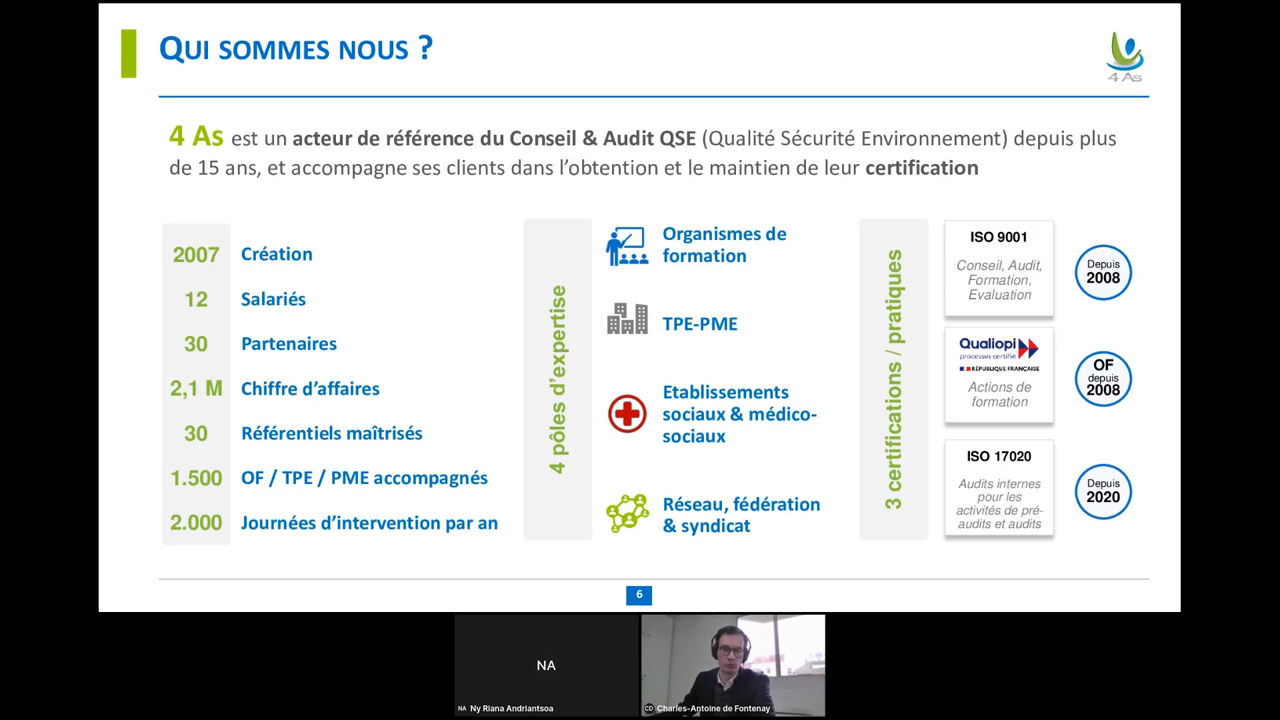 QUI SOMMES NOUS ?
4 As
4 As est un acteur de référence du Conseil & Audit QSE (Qualité Sécurité Environnement) depuis plus
de 15 ans, et accompagne ses clients dans l’obtention et le maintien de leur certification
2007 Création
12 Salariés
30 Partenaires
2,1 M Chiffre d’affaires
30 Référentiels maîtrisés
1.500 OF / TPE / PME accompagnés
2.000 Journées d’intervention par an
4 pôles d’expertise
Organismes de
formation
TPE-PME
Etablissements
sociaux & médico-
sociaux
Réseau, fédération
& syndicat
3 certifications / pratiques
ISO 9001
Conseil, Audit,
Formation,
Evaluation
Depuis
2008
Qualiopi
processus certifié
RÉPUBLIQUE FRANÇAISE
Actions de
formation
OF
depuis
2008
ISO 17020
Audits internes
pour les
activités de pré-
audits et audits
Depuis
2020
6
NA
NA Ny Riana Andriantsoa
CD Charles-Antoine de Fontenay